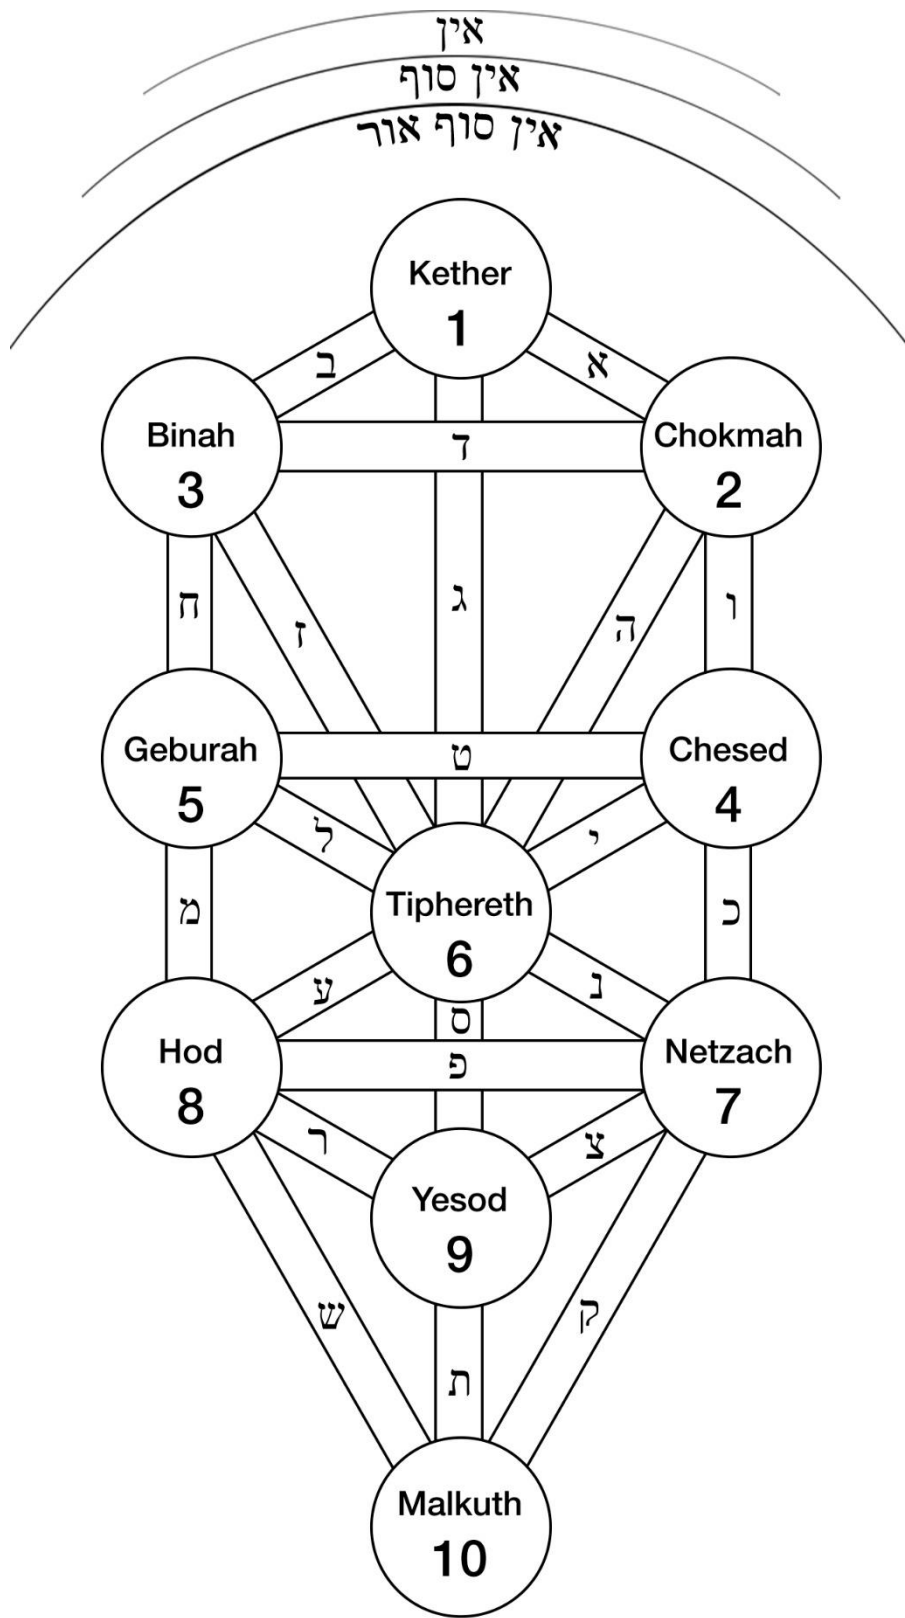 אין
אין סוף
אין סוף אור
Kether
1
ב
א
Binah
3
ד
Chokmah
2
ח
ז
ג
ה
ו
Geburah
5
ט
Chesed
4
ל
י
מ
Tiphereth
6
כ
ע
נ
ס
Hod
8
פ
Netzach
7
ר
צ
Yesod
9
ש
ק
ת
Malkuth
10